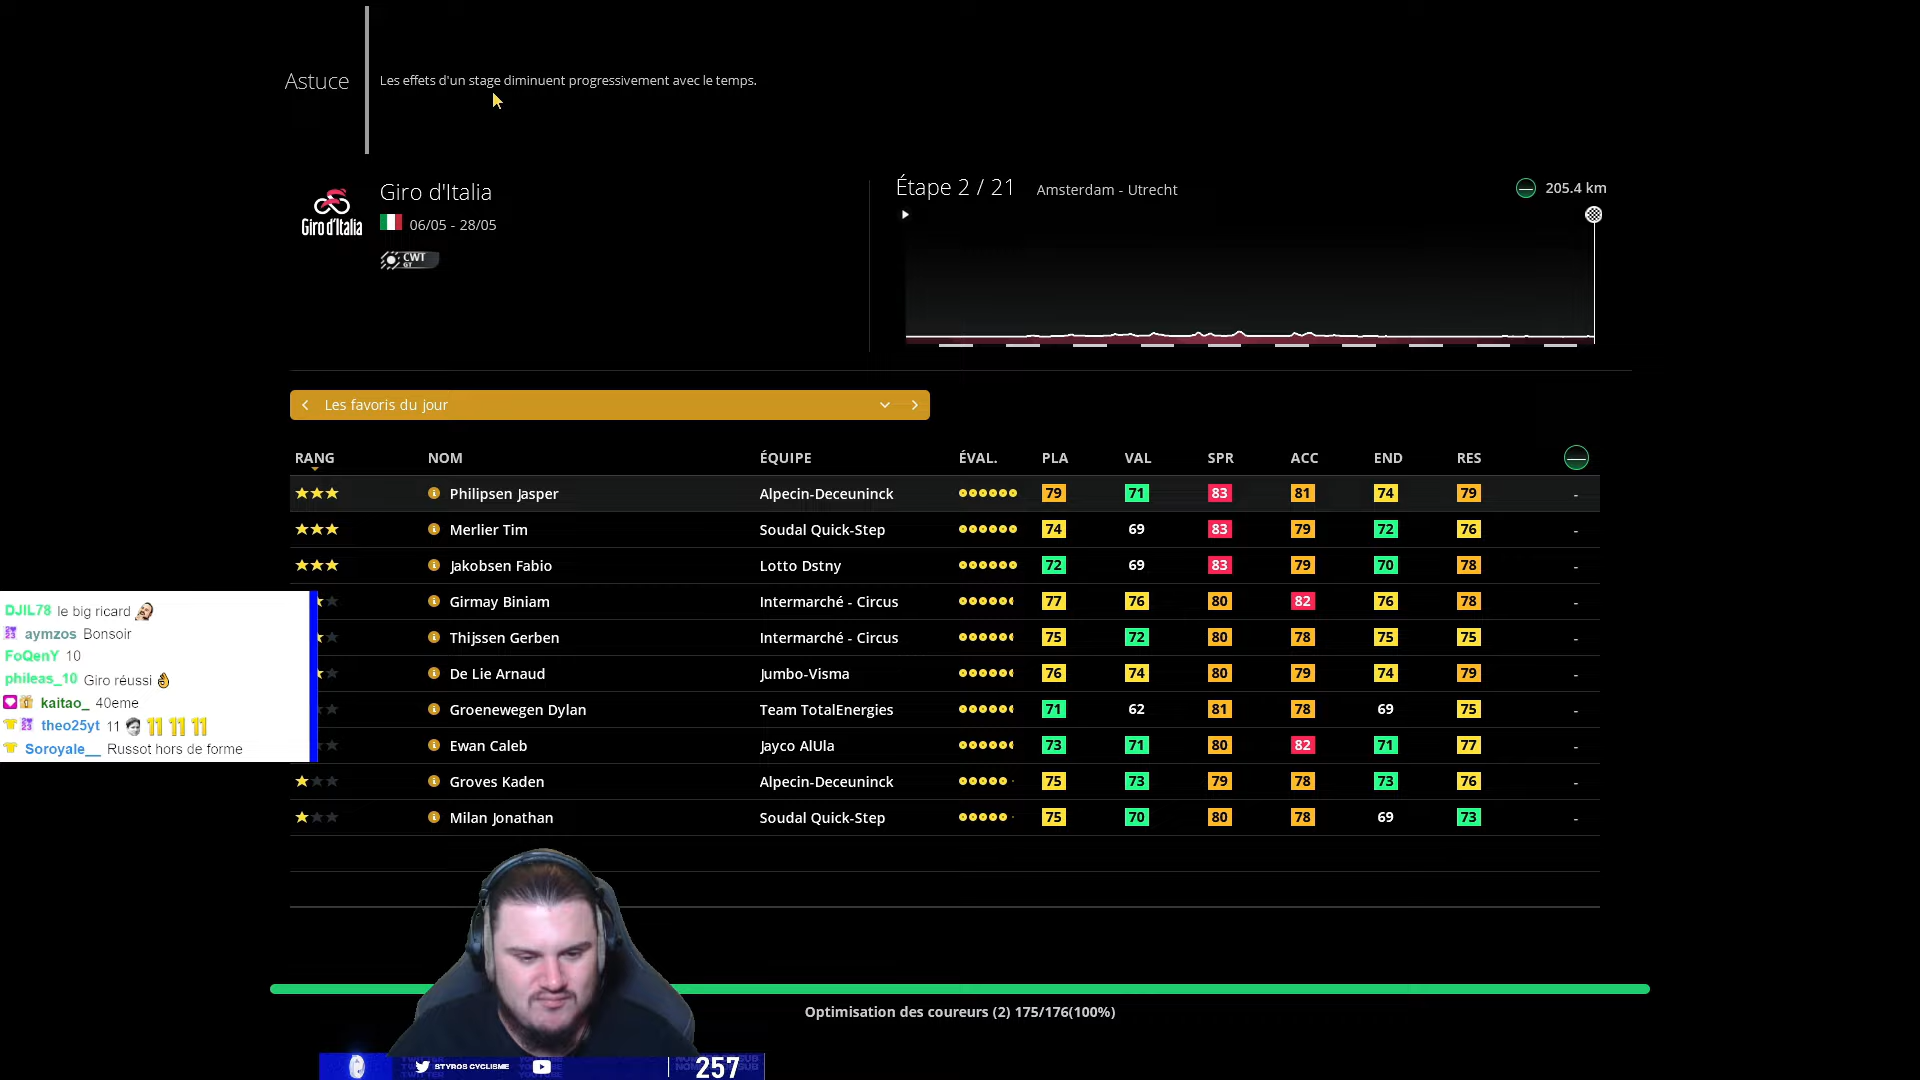 Astuce
Les effets d'un stage diminuent progressivement avec le temps.
Giro d'Italia
Giro d'Italia
06/05 - 28/05
CWT
GT
Étape 2 / 21 Amsterdam - Utrecht 205.4 km
Les favoris du jour
RANG NOM ÉQUIPE ÉVAL. PLA VAL SPR ACC END RES
Philipsen Jasper Alpecin-Deceuninck 79 71 83 81 74 79 -
Merlier Tim Soudal Quick-Step 74 69 83 79 72 76 -
Jakobsen Fabio Lotto Dstny 72 69 83 79 70 78 -
Girmay Biniam Intermarché - Circus 77 76 80 82 76 78 -
Thijssen Gerben Intermarché - Circus 75 72 80 78 75 75 -
De Lie Arnaud Jumbo-Visma 76 74 80 79 74 79 -
Groenewegen Dylan Team TotalEnergies 71 62 81 78 69 75 -
Ewan Caleb Jayco AlUla 73 71 80 82 71 77 -
Groves Kaden Alpecin-Deceuninck 75 73 79 78 73 76 -
Milan Jonathan Soudal Quick-Step 75 70 80 78 69 73 -
DJIL78 le big ricard
aymzos Bonsoir
FoQenY 10
phileas_10 Giro réussi
kaitao_ 40eme
theo25yt 11 11 11 11
Soroyale__ Russot hors de forme
Optimisation des coureurs (2) 175/176(100%)
STYROS CYCLISME
257